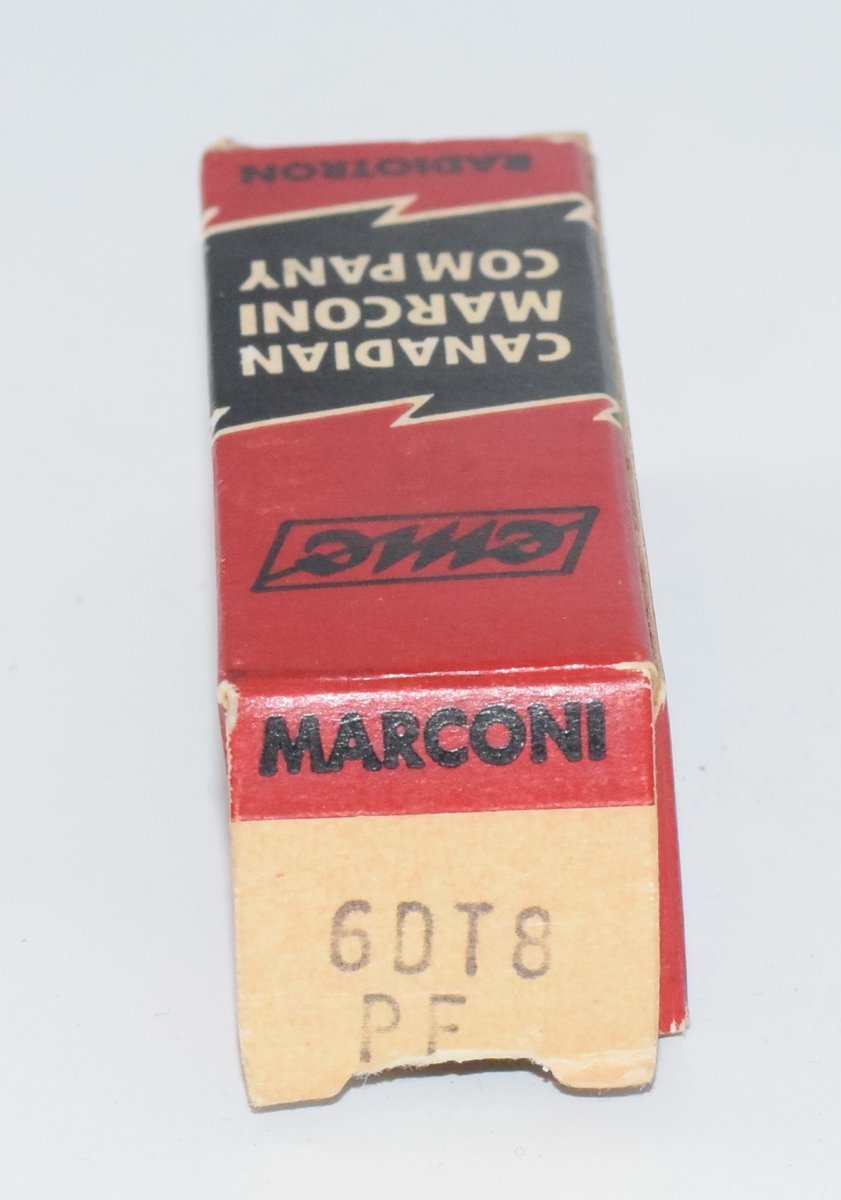 RADIOTRON
CANADIAN
MARCONI
COMPANY
cmc
MARCONI
6DT8
PF